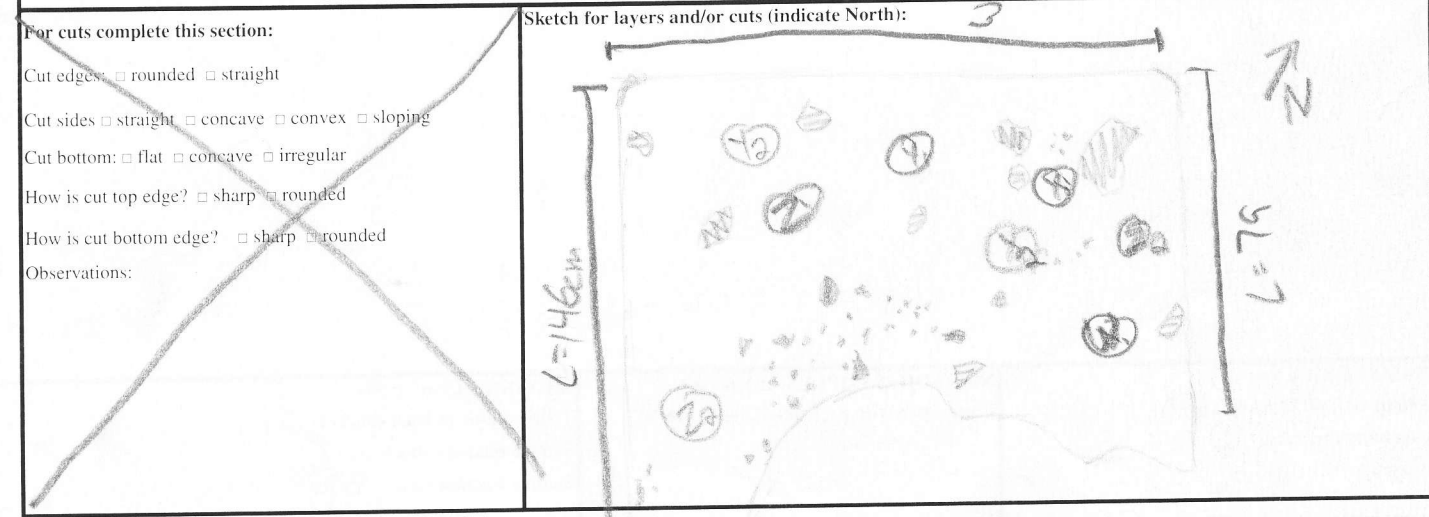 For cuts complete this section:
Cut edges: □ rounded □ straight
Cut sides □ straight □ concave □ convex □ sloping
Cut bottom: □ flat □ concave □ irregular
How is cut top edge? □ sharp □ rounded
How is cut bottom edge? □ sharp □ rounded
Observations:
Sketch for layers and/or cuts (indicate North):
3
N
L=146cm